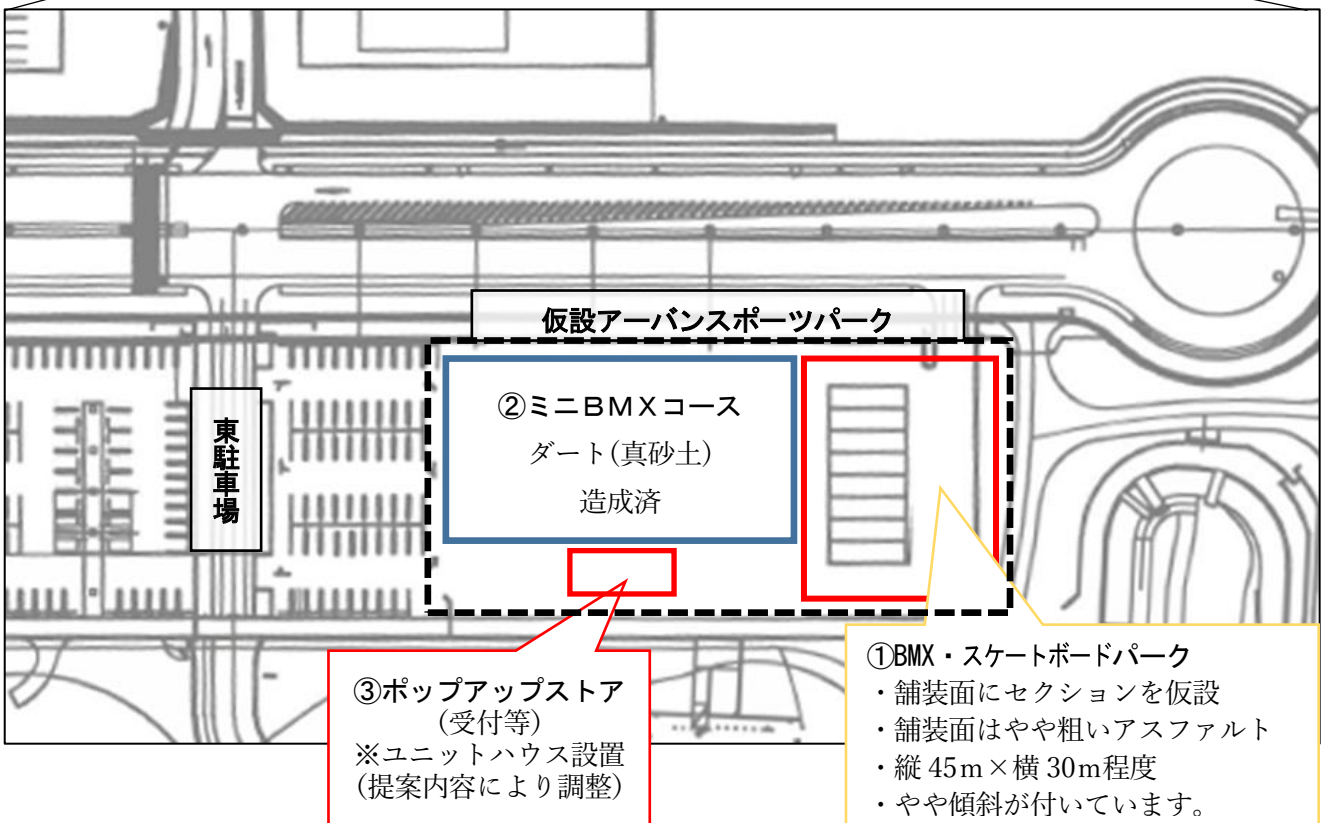 仮設アーバンスポーツパーク
②ミニＢＭＸコース
ダート(真砂土)
造成済
東駐車場
③ポップアップストア
(受付等)
※ユニットハウス設置
(提案内容により調整)
①BMX・スケートボードパーク
・舗装面にセクションを仮設
・舗装面はやや粗いアスファルト
・縦 45ｍ×横 30ｍ程度
・やや傾斜が付いています。